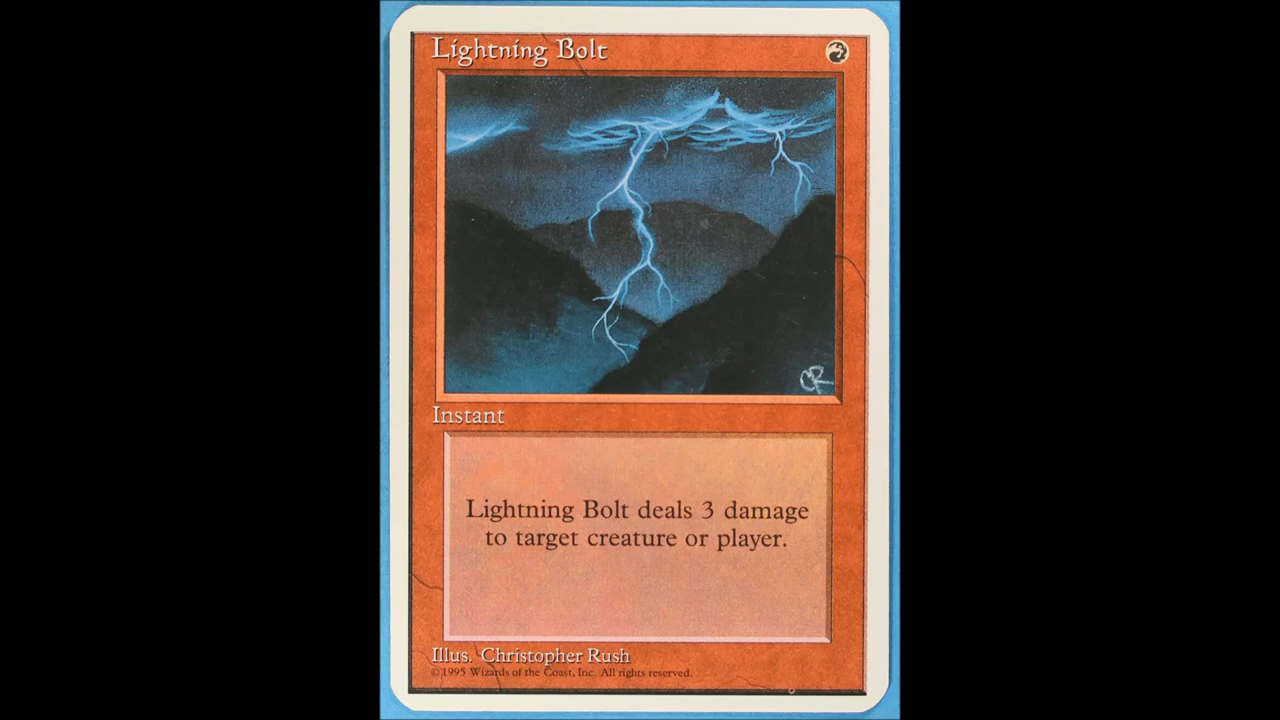 Lightning Bolt
CR
Instant
Lightning Bolt deals 3 damage
to target creature or player.
Illus. Christopher Rush
©1995 Wizards of the Coast, Inc. All rights reserved.